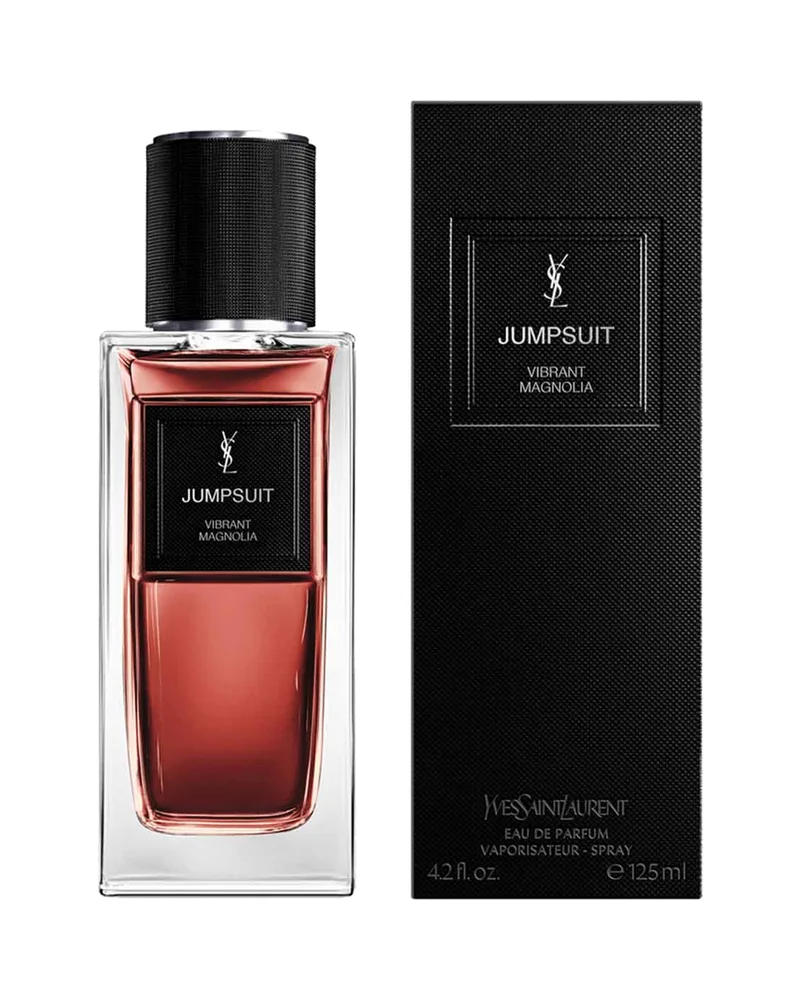 YSL
JUMPSUIT
VIBRANT
MAGNOLIA
YSL
JUMPSUIT
VIBRANT
MAGNOLIA
YVESSAINTLAURENT
EAU DE PARFUM
VAPORISATEUR - SPRAY
4.2 fl. oz. e 125 ml